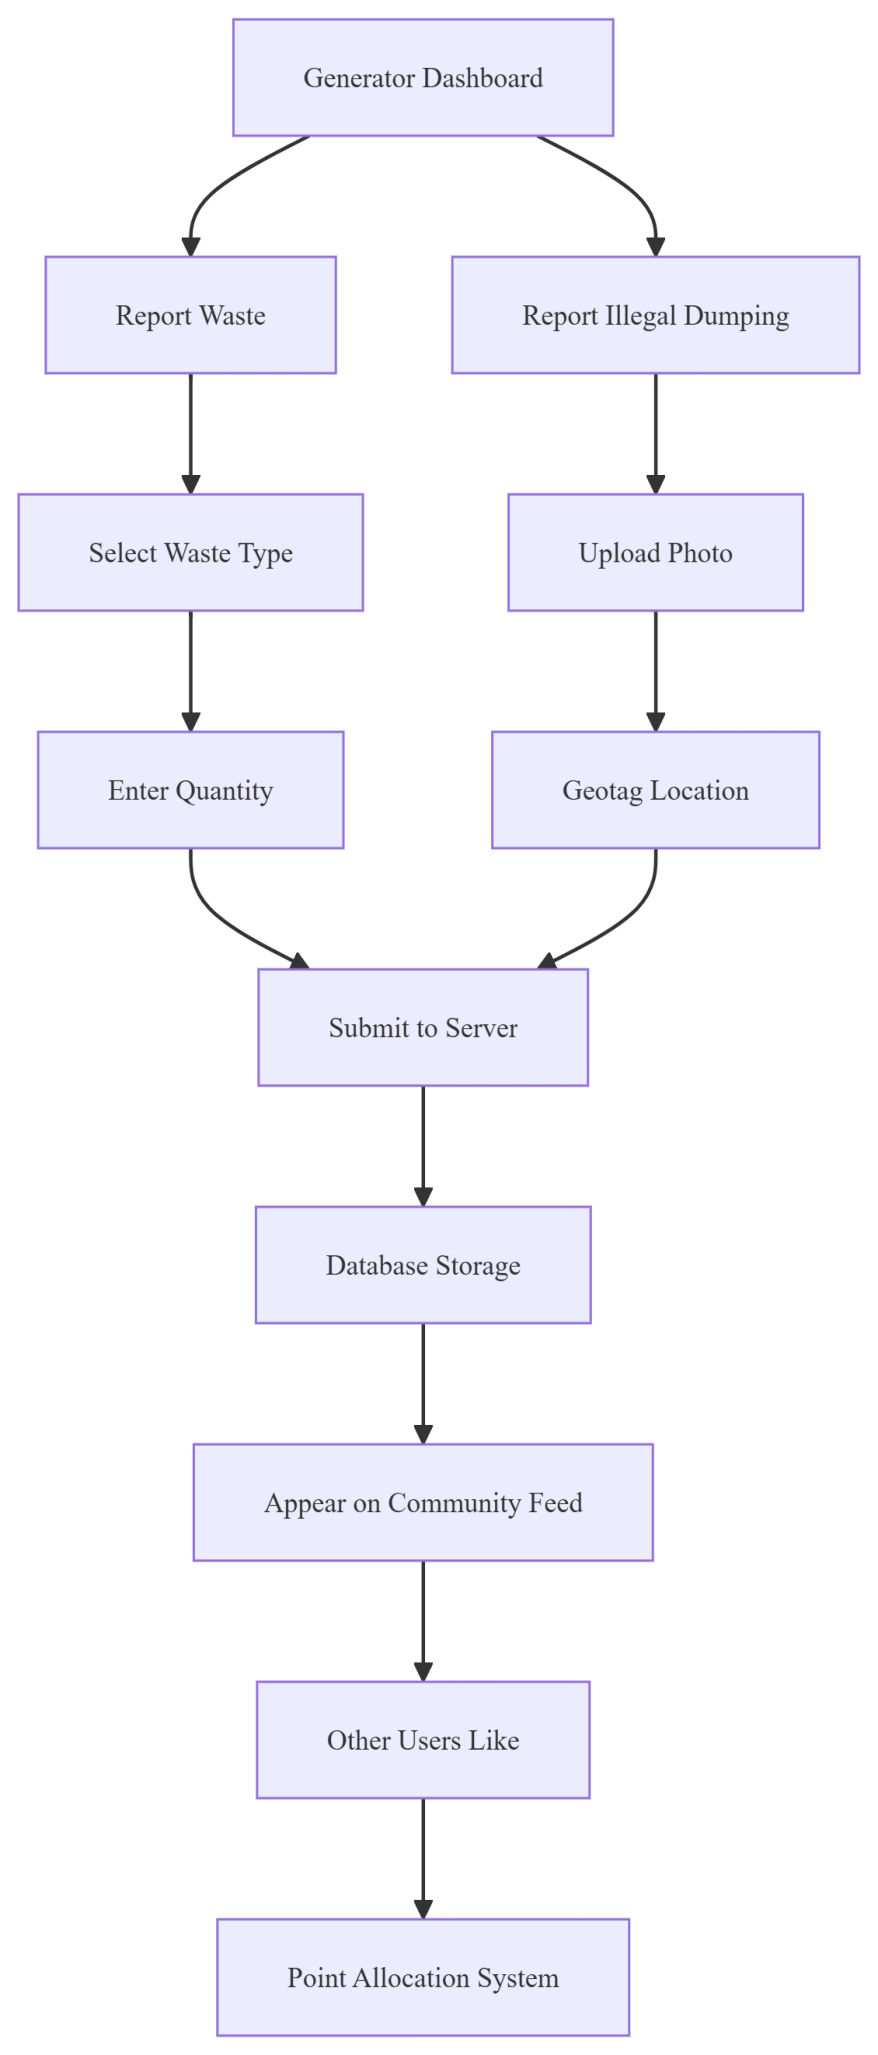 Generator Dashboard
Report Waste
Report Illegal Dumping
Select Waste Type
Upload Photo
Enter Quantity
Geotag Location
Submit to Server
Database Storage
Appear on Community Feed
Other Users Like
Point Allocation System